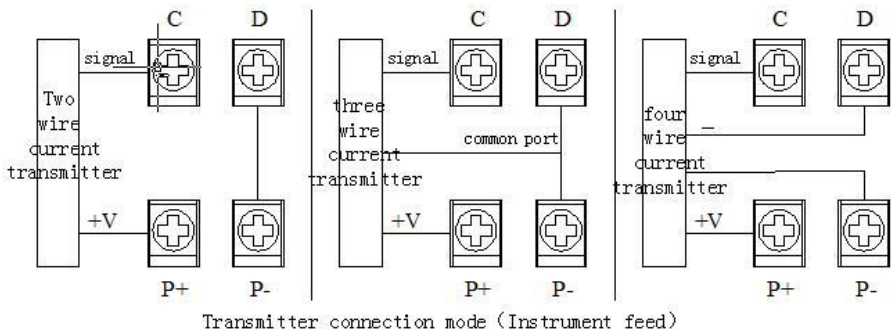 C D C D C D
signal signal signal
Two
wire
current
transmitter
three
wire
current
transmitter
common port
four
wire
current
transmitter
+V +V +V
P+ P- P+ P- P+ P-
Transmitter connection mode (Instrument feed)